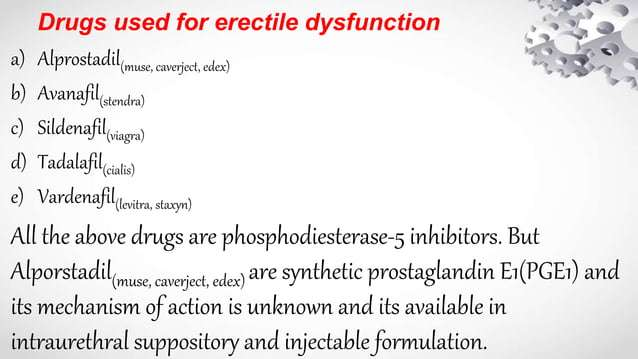 Drugs used for erectile dysfunction
a) Alprostadil(muse, caverject, edex)
b) Avanafil(stendra)
c) Sildenafil(viagra)
d) Tadalafil(cialis)
e) Vardenafil(levitra, staxyn)
All the above drugs are phosphodiesterase-5 inhibitors. But
Alporstadil(muse, caverject, edex) are synthetic prostaglandin E1(PGE1) and
its mechanism of action is unknown and its available in
intraurethral suppository and injectable formulation.